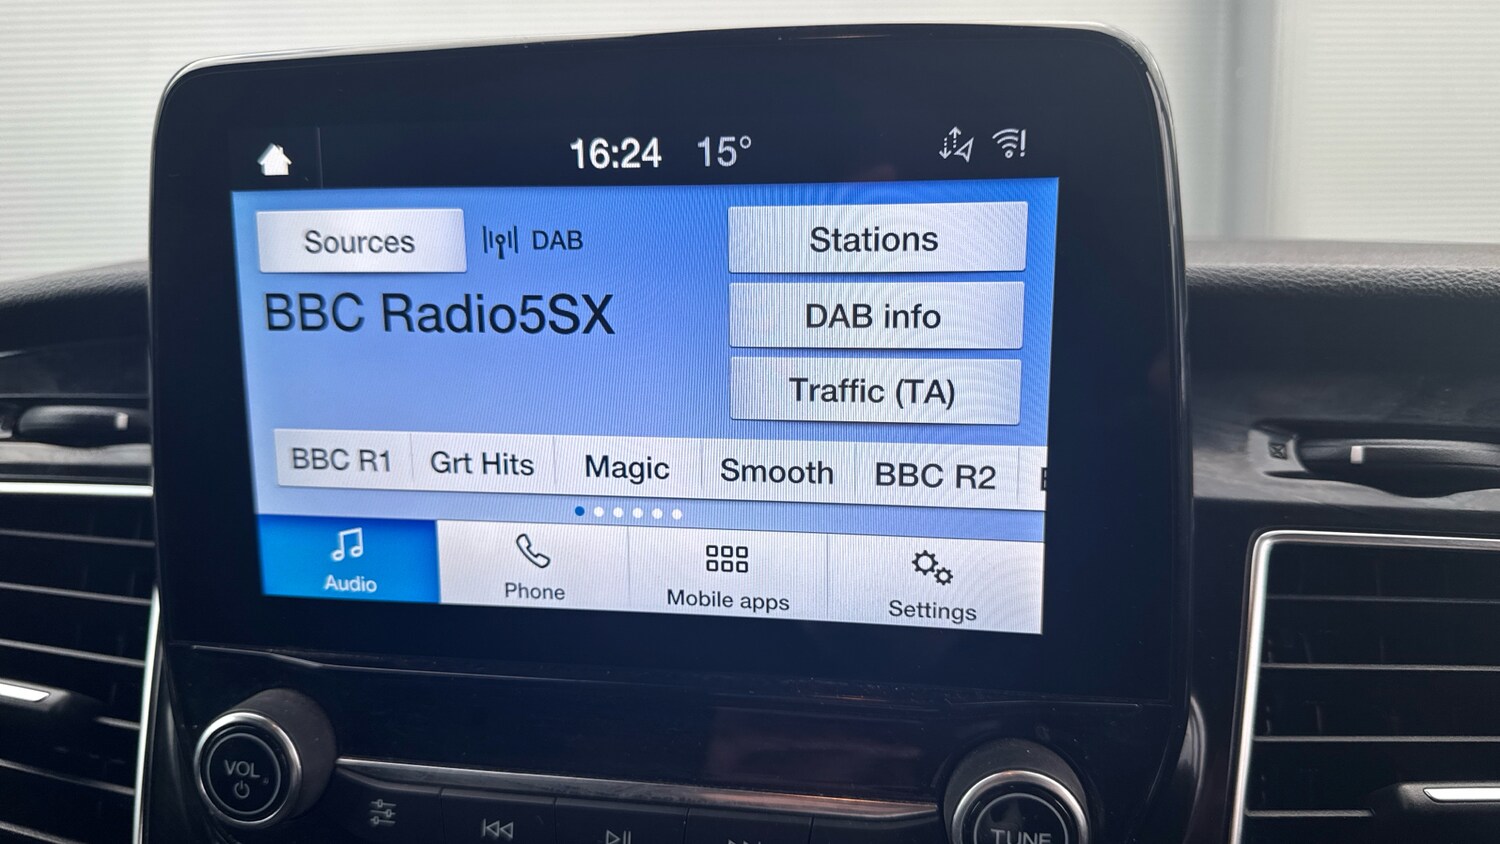 16:24 15°
Sources DAB Stations
BBC Radio5SX
DAB info
Traffic (TA)
BBC R1 Grt Hits Magic Smooth BBC R2
Audio Phone Mobile apps Settings
VOL
TUNE